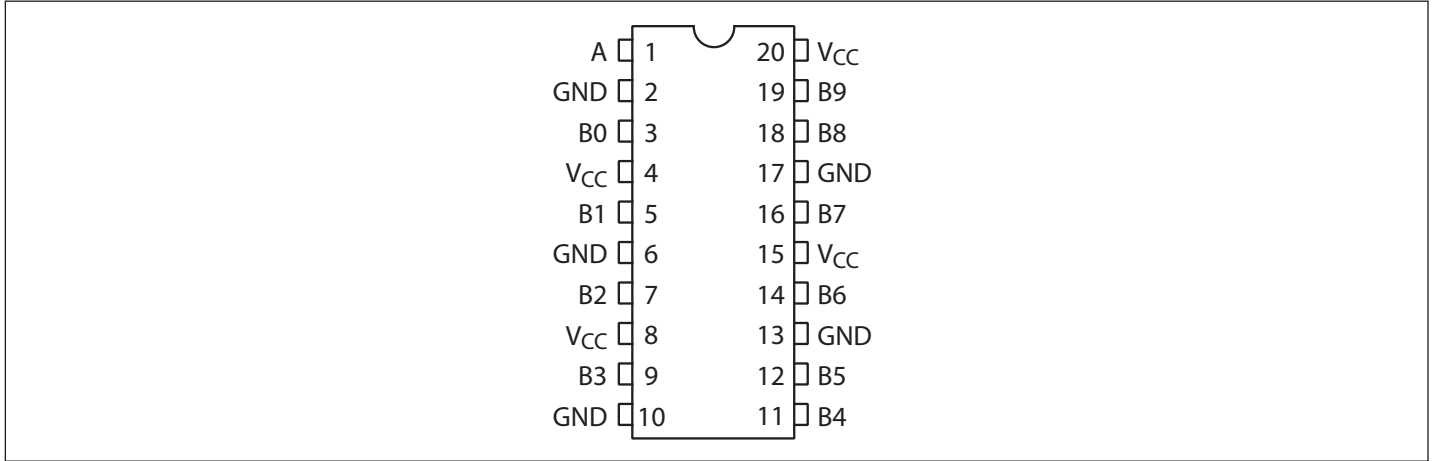 A 1 20 VCC
GND 2 19 B9
B0 3 18 B8
VCC 4 17 GND
B1 5 16 B7
GND 6 15 VCC
B2 7 14 B6
VCC 8 13 GND
B3 9 12 B5
GND 10 11 B4